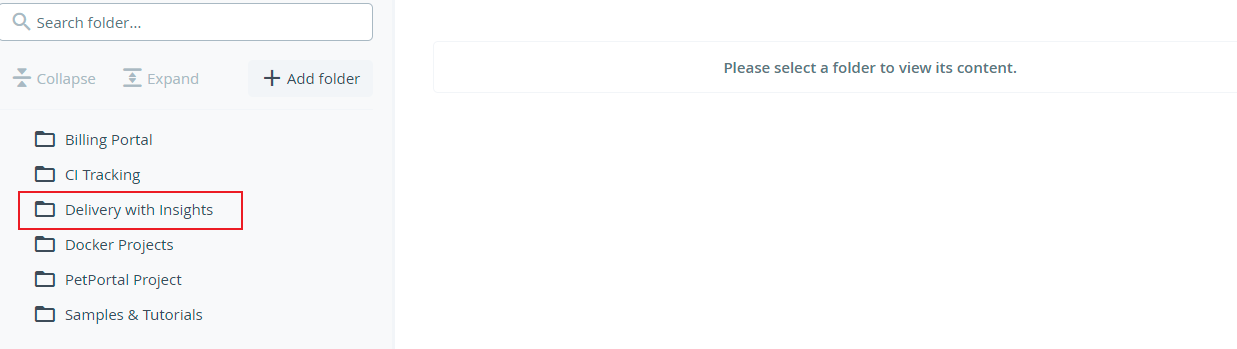 Search folder...
Collapse Expand Add folder
Please select a folder to view its content.
Billing Portal
CI Tracking
Delivery with Insights
Docker Projects
PetPortal Project
Samples & Tutorials